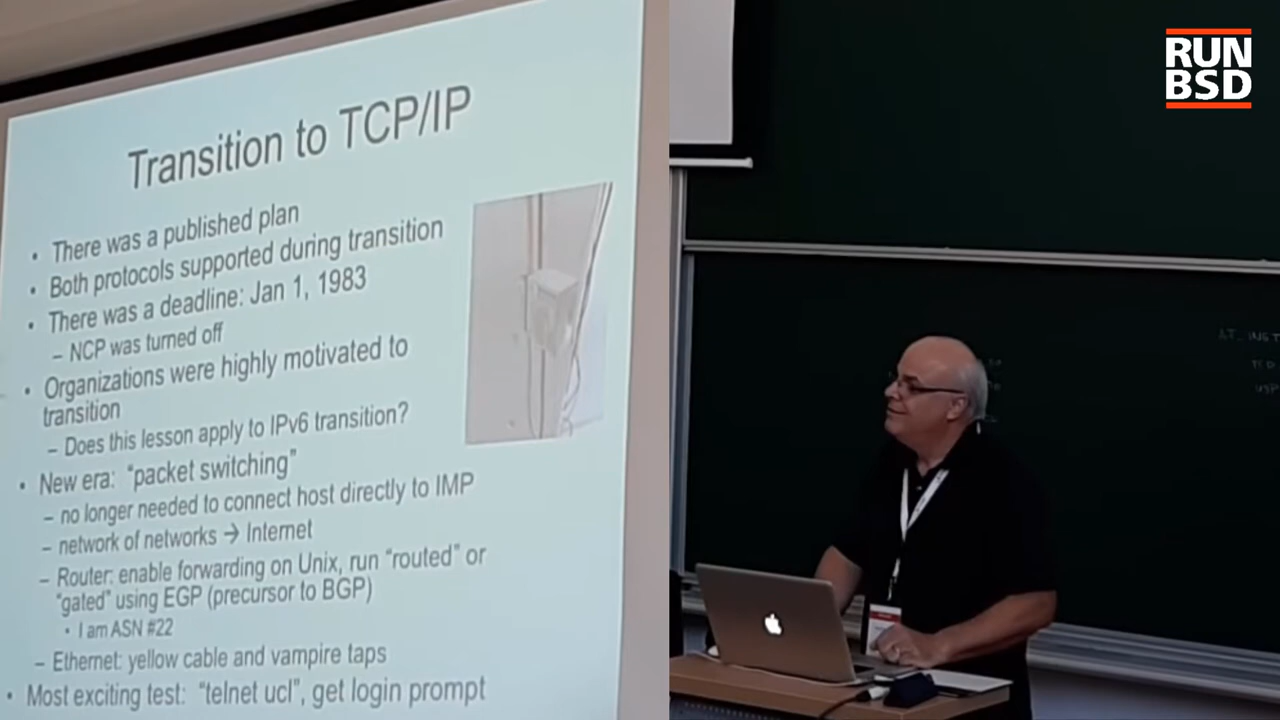 Transition to TCP/IP
• There was a published plan
• Both protocols supported during transition
• There was a deadline: Jan 1, 1983
– NCP was turned off
• Organizations were highly motivated to
transition
– Does this lesson apply to IPv6 transition?
• New era: “packet switching”
– no longer needed to connect host directly to IMP
– network of networks → Internet
– Router: enable forwarding on Unix, run “routed” or
“gated” using EGP (precursor to BGP)
• I am ASN #22
– Ethernet: yellow cable and vampire taps
• Most exciting test: “telnet ucl”, get login prompt
RUN
BSD